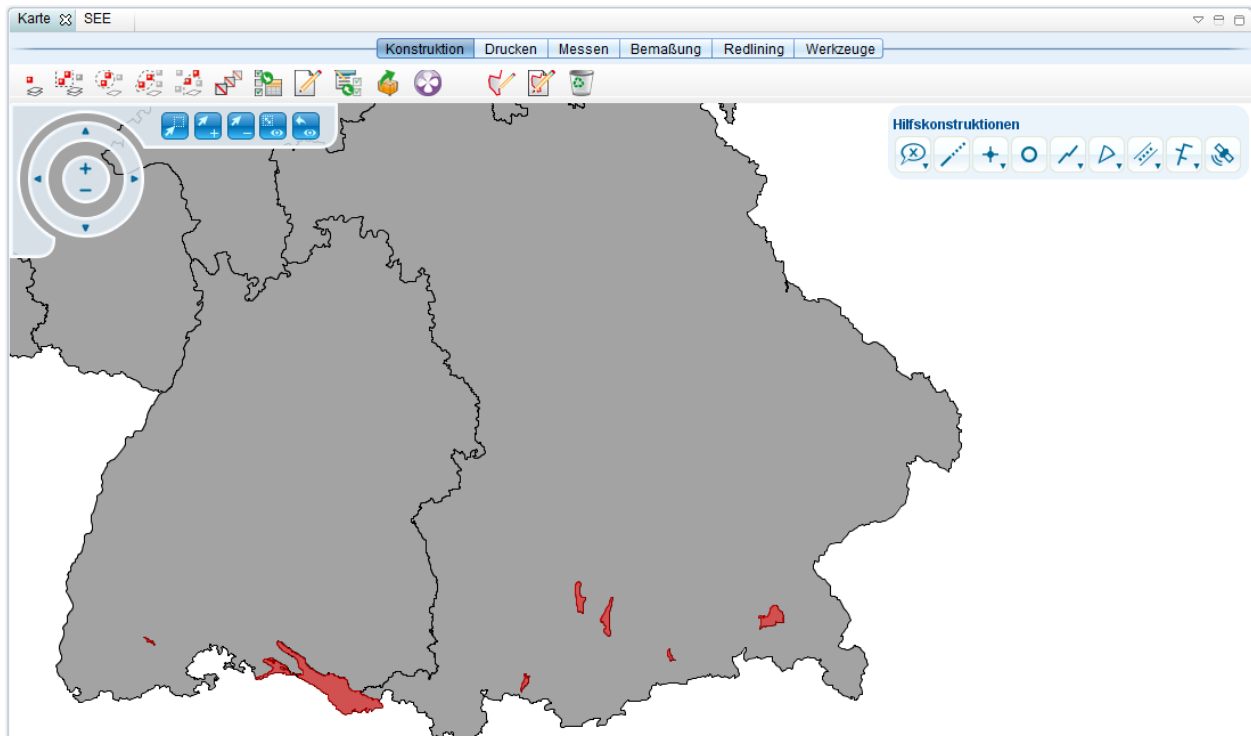 Karte SEE
Konstruktion Drucken Messen Bemaßung Redlining Werkzeuge
Hilfskonstruktionen